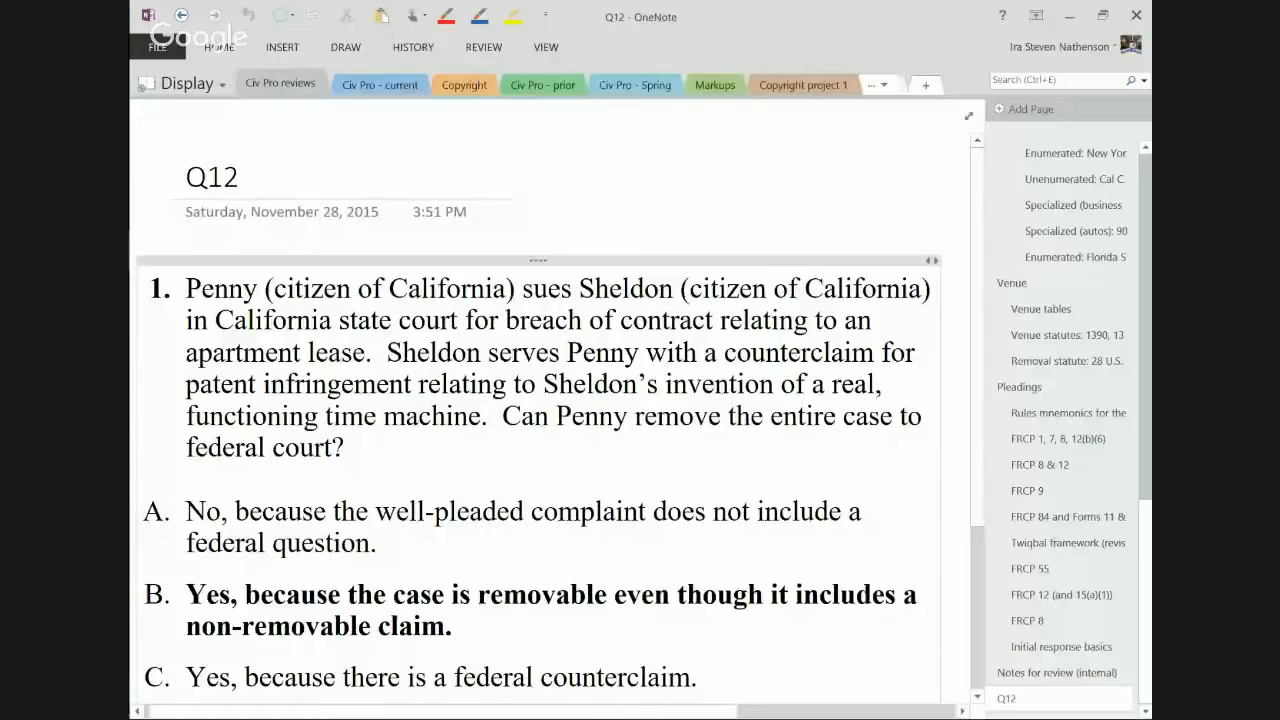 Q12 - OneNote
Google
FILE HOME INSERT DRAW HISTORY REVIEW VIEW
Ira Steven Nathenson
Display Civ Pro reviews Civ Pro - current Copyright Civ Pro - prior Civ Pro - Spring Markups Copyright project 1 ...
Search (Ctrl+E)
Add Page
Q12
Saturday, November 28, 2015 3:51 PM
1. Penny (citizen of California) sues Sheldon (citizen of California)
in California state court for breach of contract relating to an
apartment lease. Sheldon serves Penny with a counterclaim for
patent infringement relating to Sheldon's invention of a real,
functioning time machine. Can Penny remove the entire case to
federal court?
A. No, because the well-pleaded complaint does not include a
federal question.
B. Yes, because the case is removable even though it includes a
non-removable claim.
C. Yes, because there is a federal counterclaim.
Enumerated: New Yor
Unenumerated: Cal C.
Specialized (business
Specialized (autos): 90
Enumerated: Florida S
Venue
Venue tables
Venue statutes: 1390, 13
Removal statute: 28 U.S.
Pleadings
Rules mnemonics for the
FRCP 1, 7, 8, 12(b)(6)
FRCP 8 & 12
FRCP 9
FRCP 84 and Forms 11 &
Twiqbal framework (revis
FRCP 55
FRCP 12 (and 15(a)(1))
FRCP 8
Initial response basics
Notes for review (internal)
Q12